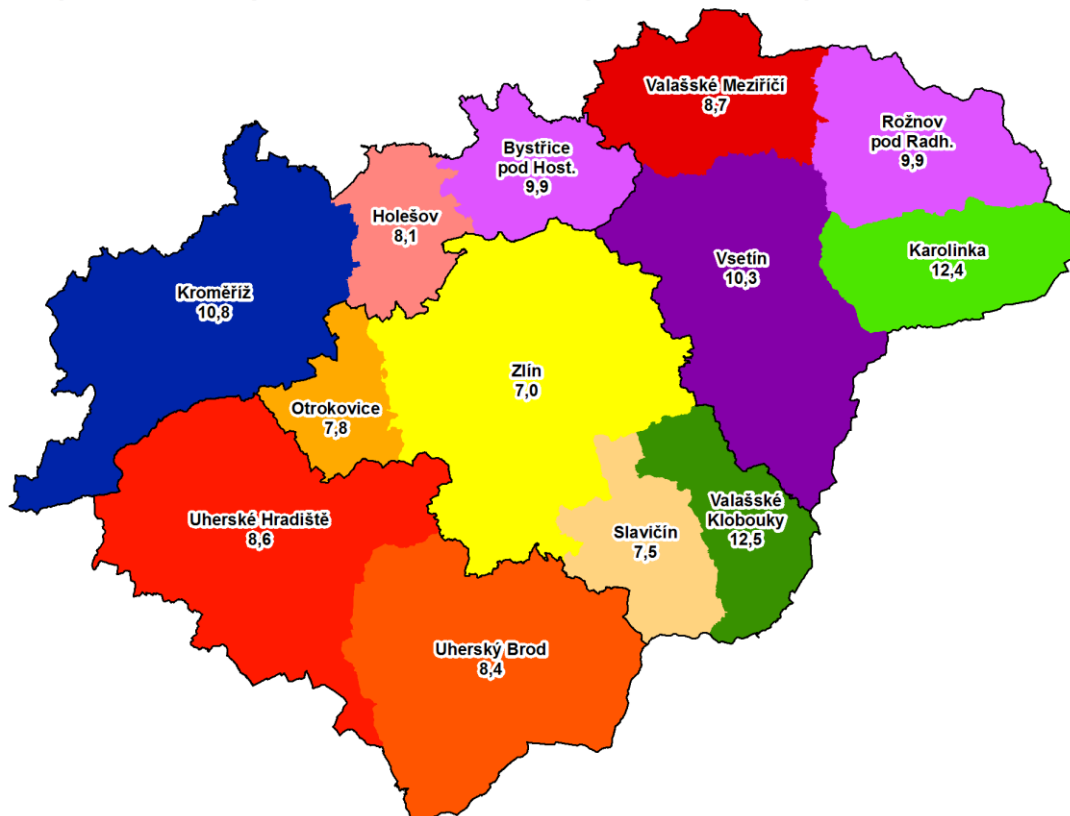 Valašské Meziříčí
8,7
Rožnov
pod Radh.
9,9
Bystřice
pod Host.
9,9
Holešov
8,1
Vsetín
10,3
Karolinka
12,4
Kroměříž
10,8
Zlín
7,0
Otrokovice
7,8
Uherské Hradiště
8,6
Slavičín
7,5
Valašské
Klobouky
12,5
Uherský Brod
8,4